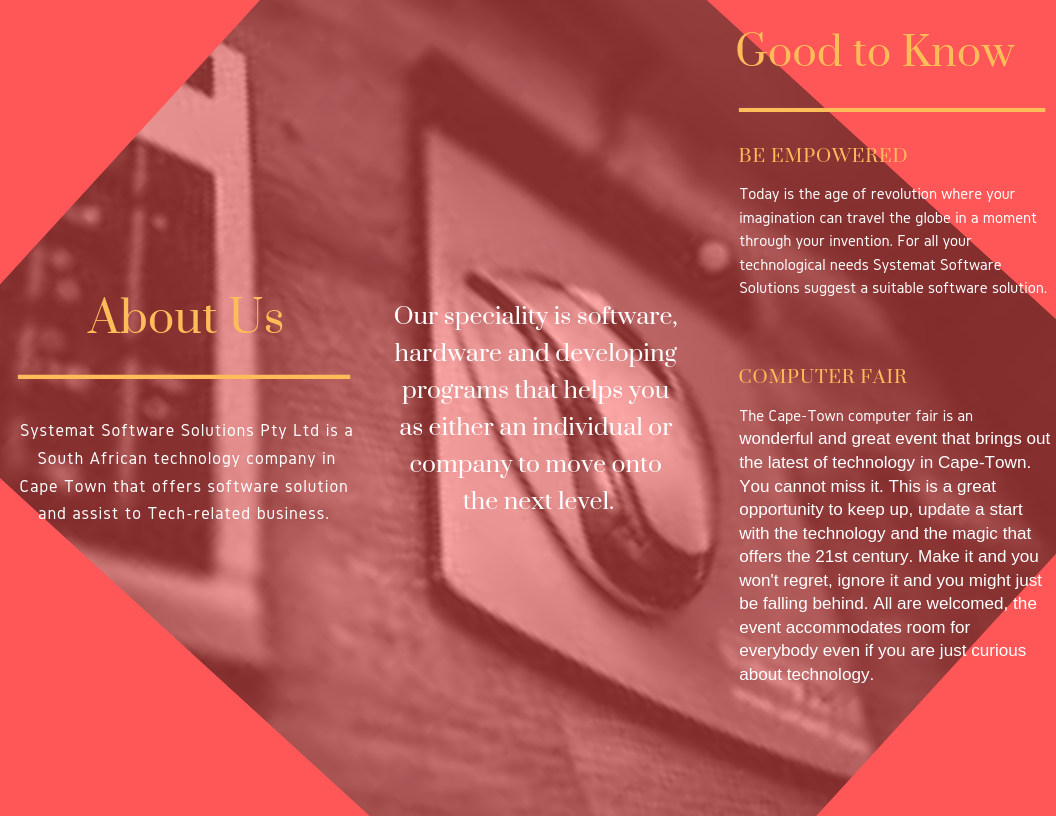 About Us
Systemat Software Solutions Pty Ltd is a
South African technology company in
Cape Town that offers software solution
and assist to Tech-related business.
Our speciality is software,
hardware and developing
programs that helps you
as either an individual or
company to move onto
the next level.
Good to Know
BE EMPOWERED
Today is the age of revolution where your
imagination can travel the globe in a moment
through your invention. For all your
technological needs Systemat Software
Solutions suggest a suitable software solution.
COMPUTER FAIR
The Cape-Town computer fair is an
wonderful and great event that brings out
the latest of technology in Cape-Town.
You cannot miss it. This is a great
opportunity to keep up, update a start
with the technology and the magic that
offers the 21st century. Make it and you
won't regret, ignore it and you might just
be falling behind. All are welcomed, the
event accommodates room for
everybody even if you are just curious
about technology.